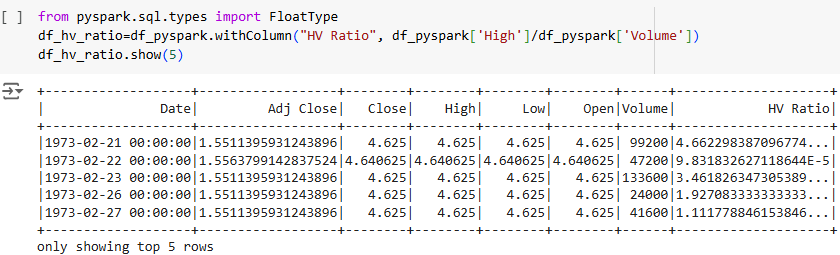 [ ] from pyspark.sql.types import FloatType
df_hv_ratio=df_pyspark.withColumn("HV Ratio", df_pyspark['High']/df_pyspark['Volume'])
df_hv_ratio.show(5)
+-------------------+------------------+--------+--------+--------+--------+------+--------------------+
|               Date|         Adj Close|   Close|    High|     Low|    Open|Volume|            HV Ratio|
+-------------------+------------------+--------+--------+--------+--------+------+--------------------+
|1973-02-21 00:00:00|1.5511395931243896|   4.625|   4.625|   4.625|   4.625| 99200|4.662298387096774...|
|1973-02-22 00:00:00|1.5563799142837524|4.640625|4.640625|4.640625|4.640625| 47200|9.831832627118644E-5|
|1973-02-23 00:00:00|1.5511395931243896|   4.625|   4.625|   4.625|   4.625|133600|3.461826347305389...|
|1973-02-26 00:00:00|1.5511395931243896|   4.625|   4.625|   4.625|   4.625| 24000|1.927083333333333...|
|1973-02-27 00:00:00|1.5511395931243896|   4.625|   4.625|   4.625|   4.625| 41600|1.111778846153846...|
+-------------------+------------------+--------+--------+--------+--------+------+--------------------+
only showing top 5 rows